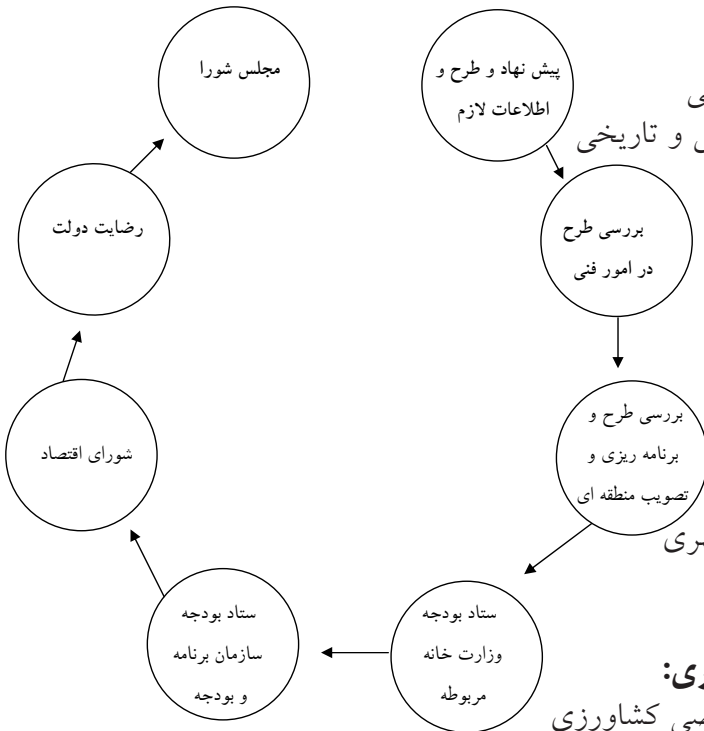 پیش نهاد و طرح و
اطلاعات لازم
بررسی طرح
در امور فنی
بررسی طرح و
برنامه ریزی و
تصویب منطقه ای
ستاد بودجه
وزارت خانه
مربوطه
ستاد بودجه
سازمان برنامه
و بودجه
شورای اقتصاد
رضایت دولت
مجلس شورا
و تاریخی
کشاورزی